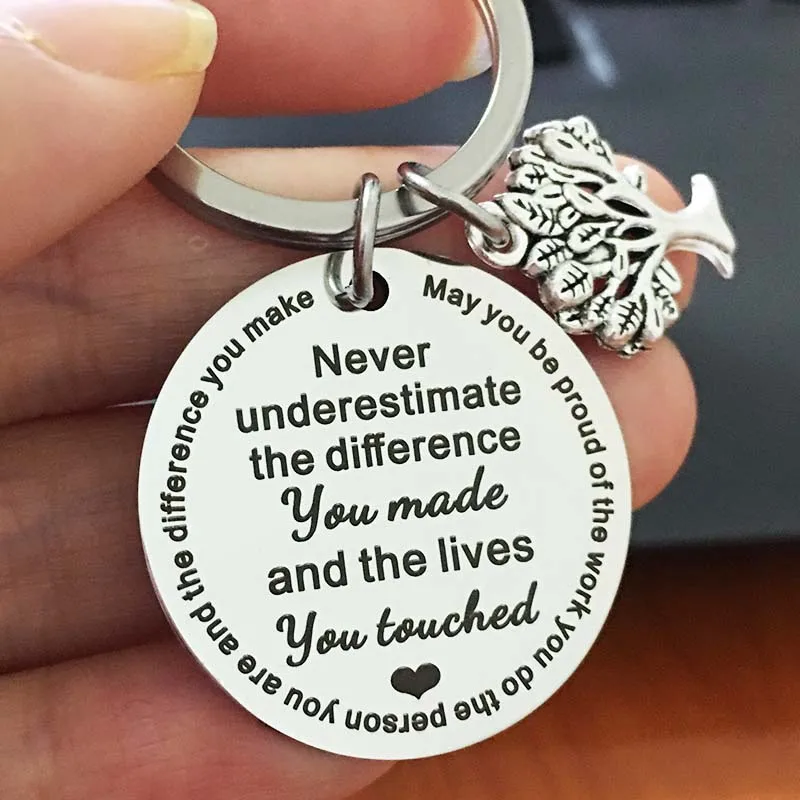 May you be proud of the work you do the person you are and the difference you make
Never
underestimate
the difference
You made
and the lives
You touched